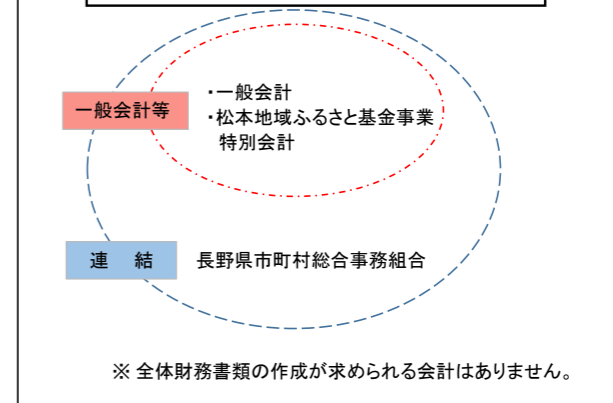 一般会計等
・一般会計
・松本地域ふるさと基金事業
特別会計
連　結
長野県市町村総合事務組合
※ 全体財務書類の作成が求められる会計はありません。